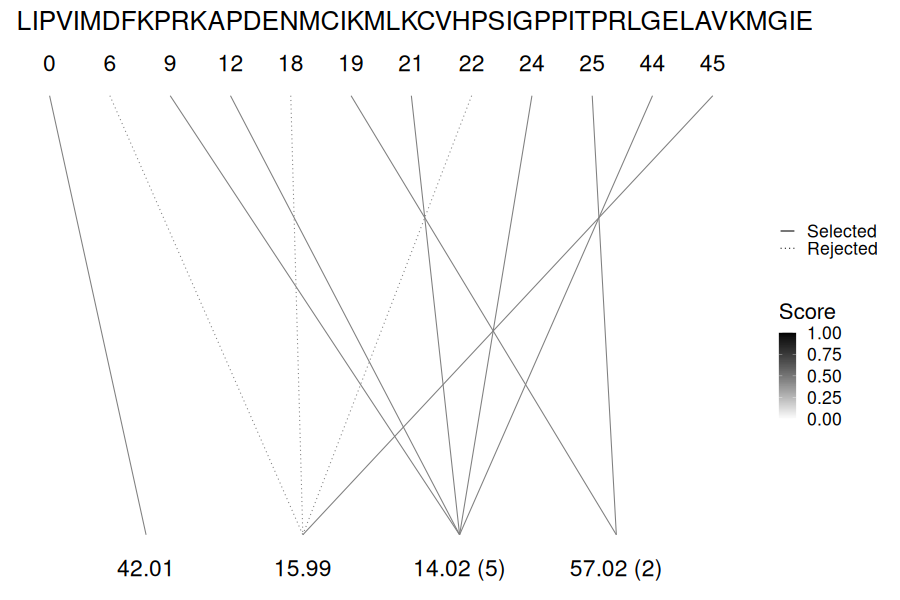 LIPVIMDFKPRKAPDENMCIKMLKCVHPSIGPPITPRLGELAVKMGIE
0 6 9 12 18 19 21 22 24 25 44 45
Selected
Rejected
Score
1.00
0.75
0.50
0.25
0.00
42.01 15.99 14.02 (5) 57.02 (2)